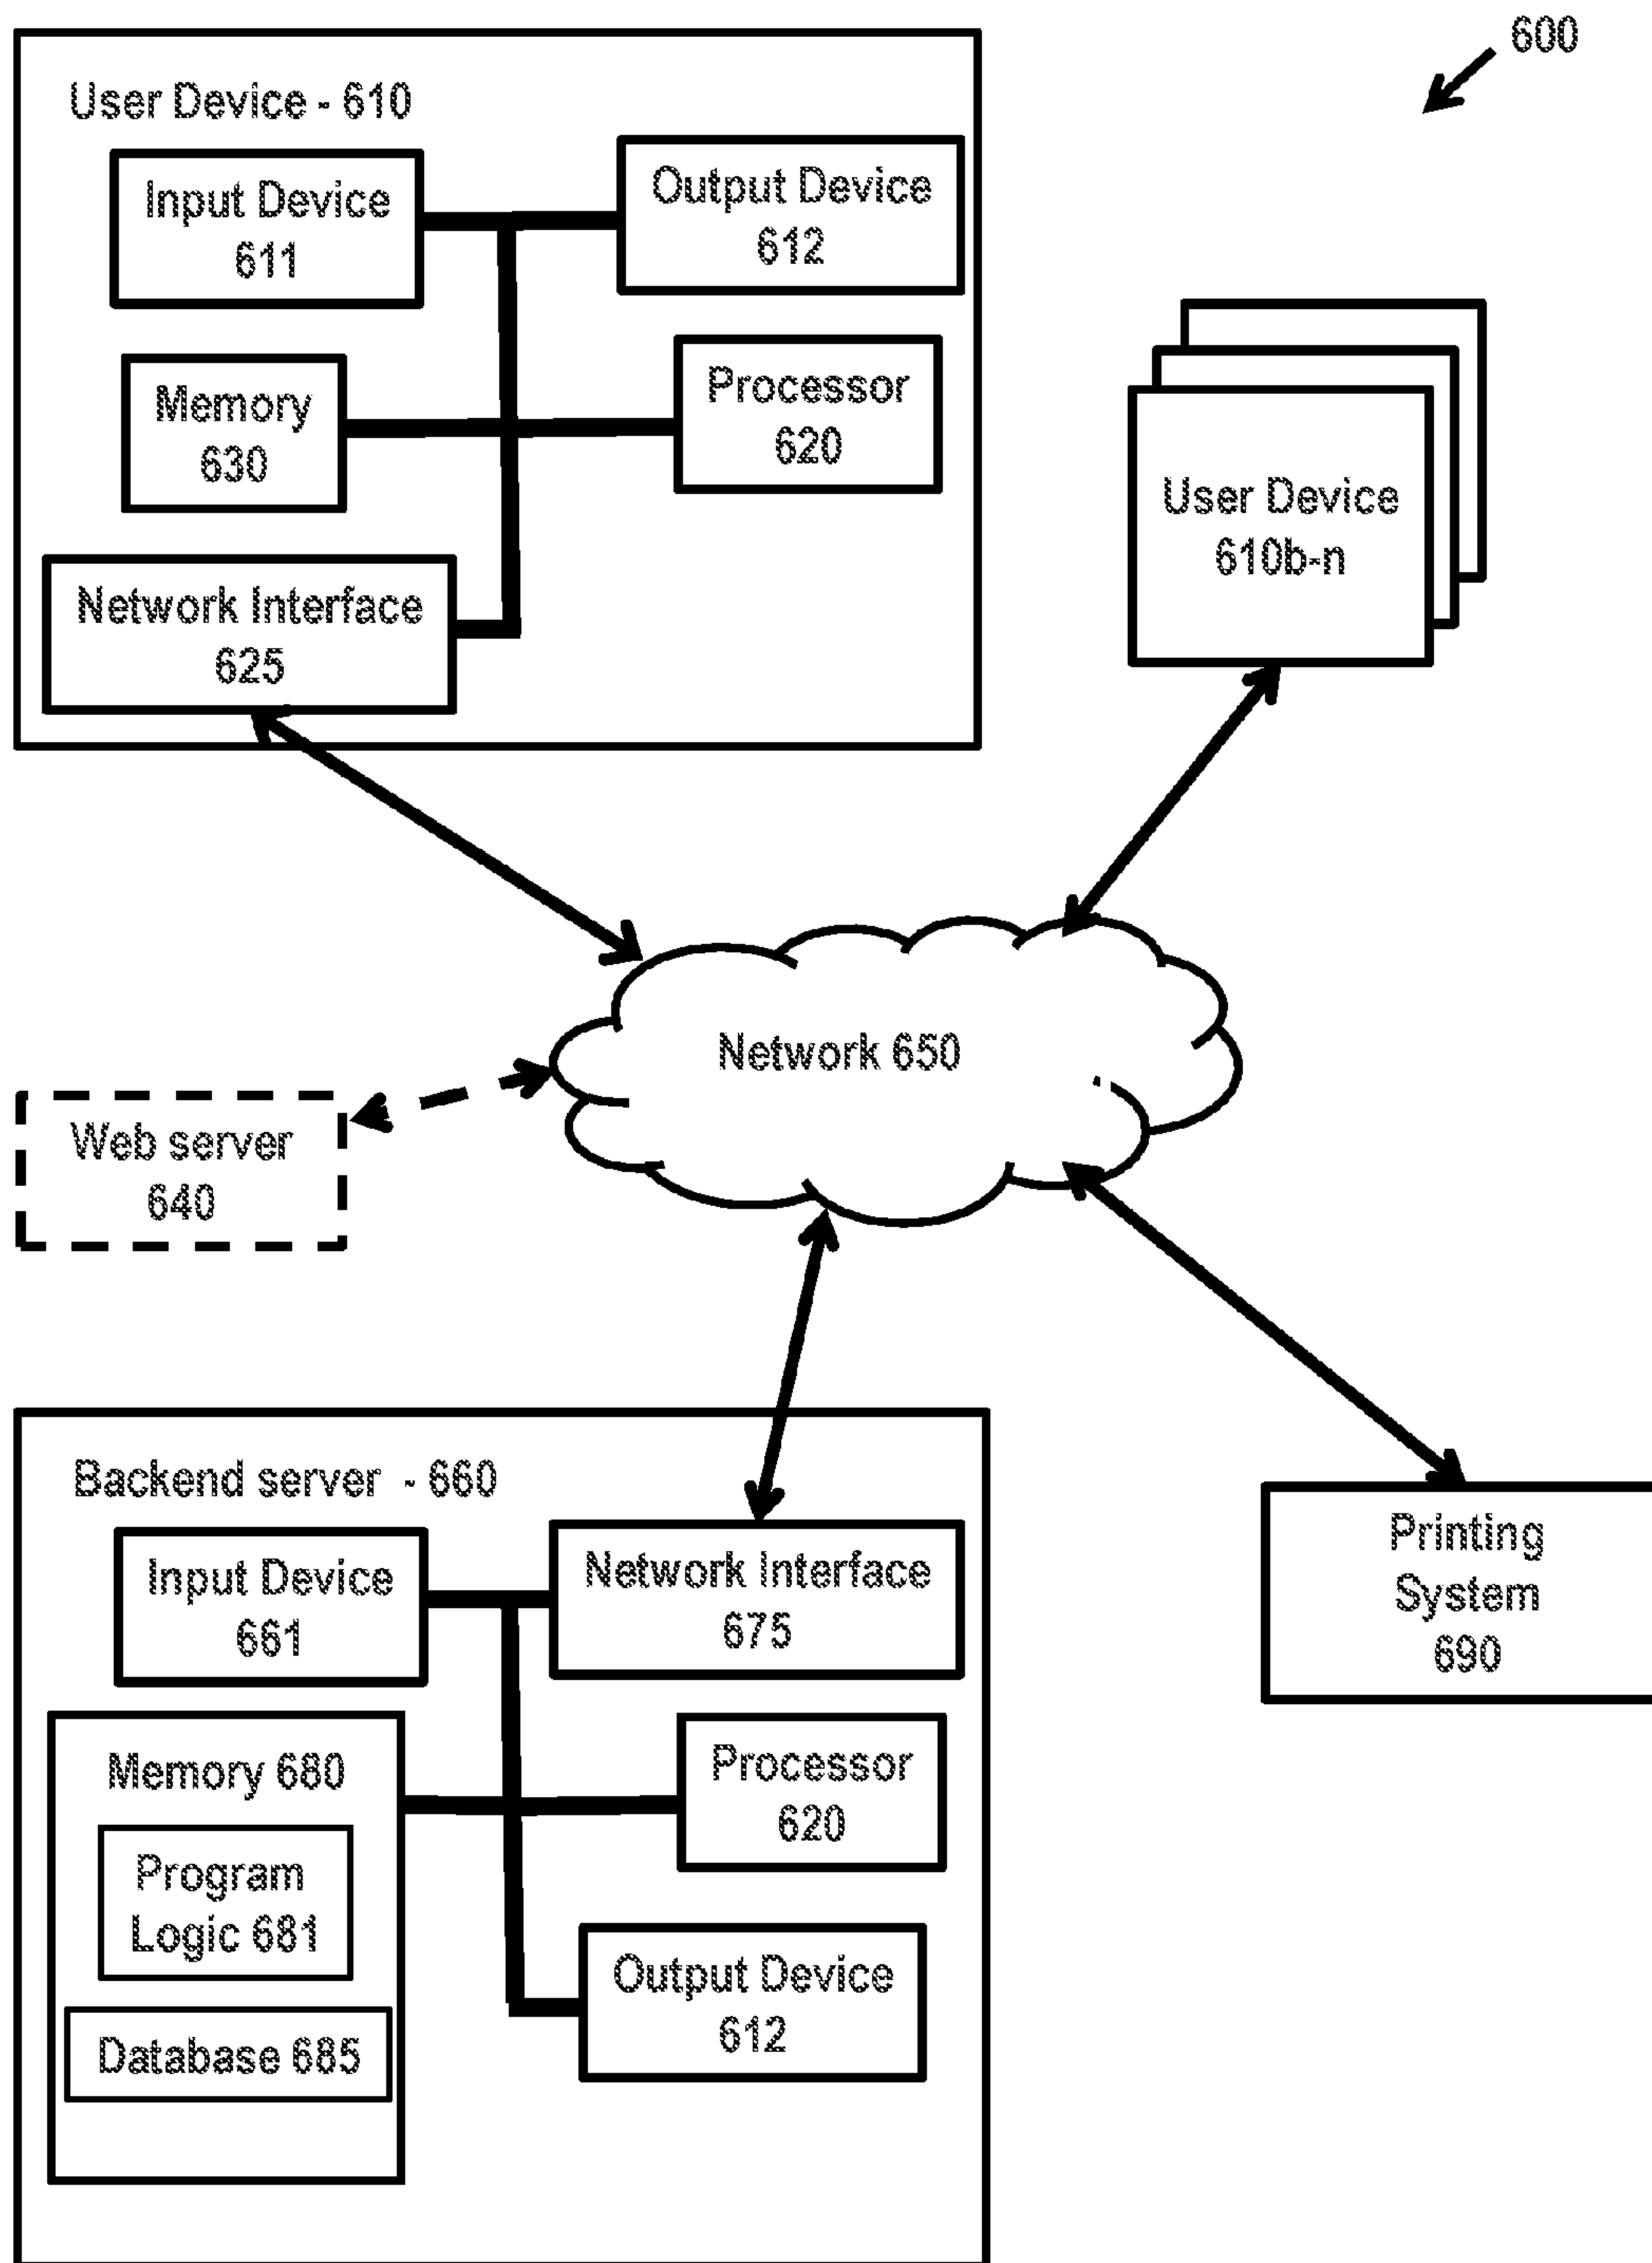 600
User Device - 610
Input Device
611
Output Device
612
Memory
630
Processor
620
Network Interface
625
User Device
610b-n
Network 650
Web server
640
Backend server - 660
Input Device
661
Network Interface
675
Memory 680
Program
Logic 681
Database 685
Processor
620
Output Device
612
Printing
System
690